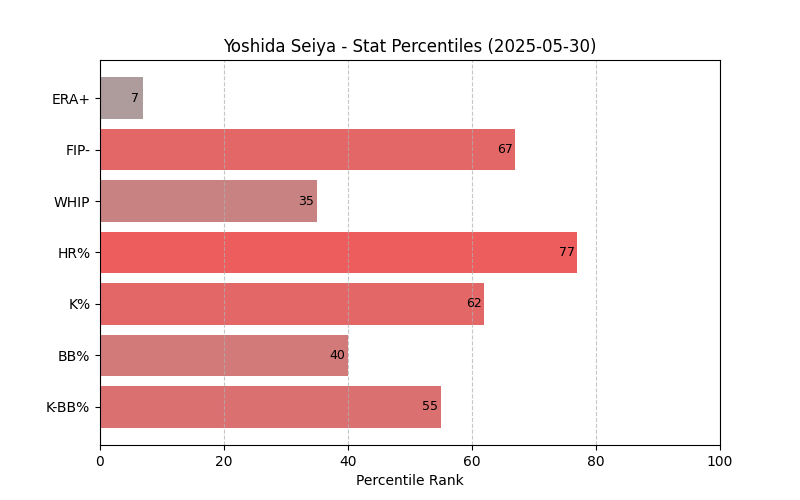 Yoshida Seiya - Stat Percentiles (2025-05-30)
ERA+ 7
FIP- 67
WHIP 35
HR% 77
K% 62
BB% 40
K-BB% 55
0 20 40 60 80 100
Percentile Rank